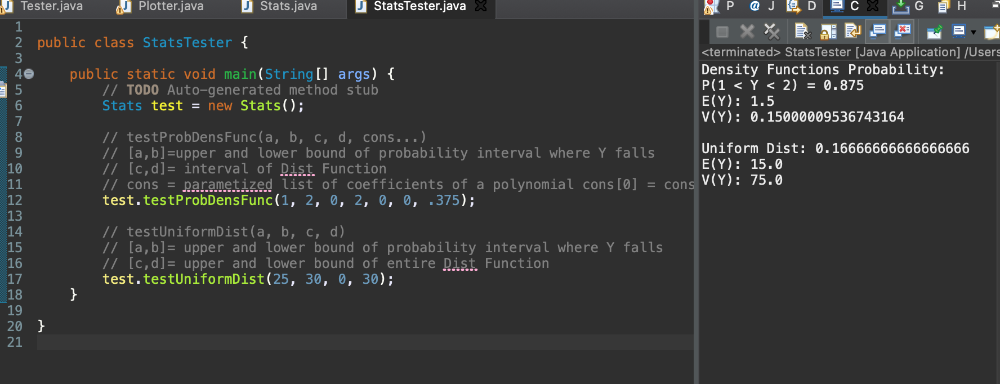 Tester.java Plotter.java Stats.java StatsTester.java P J D C G H
1
2 public class StatsTester {
3
4 public static void main(String[] args) {
5 // TODO Auto-generated method stub
6 Stats test = new Stats();
7
8 // testProbDensFunc(a, b, c, d, cons...)
9 // [a,b]=upper and lower bound of probability interval where Y falls
10 // [c,d]= interval of Dist Function
11 // cons = parametized list of coefficients of a polynomial cons[0] = cons
12 test.testProbDensFunc(1, 2, 0, 2, 0, 0, .375);
13
14 // testUniformDist(a, b, c, d)
15 // [a,b]= upper and lower bound of probability interval where Y falls
16 // [c,d]= upper and lower bound of entire Dist Function
17 test.testUniformDist(25, 30, 0, 30);
18 }
19
20 }
21
<terminated> StatsTester [Java Application] /Users
Density Functions Probability:
P(1 < Y < 2) = 0.875
E(Y): 1.5
V(Y): 0.15000009536743164
Uniform Dist: 0.16666666666666666
E(Y): 15.0
V(Y): 75.0